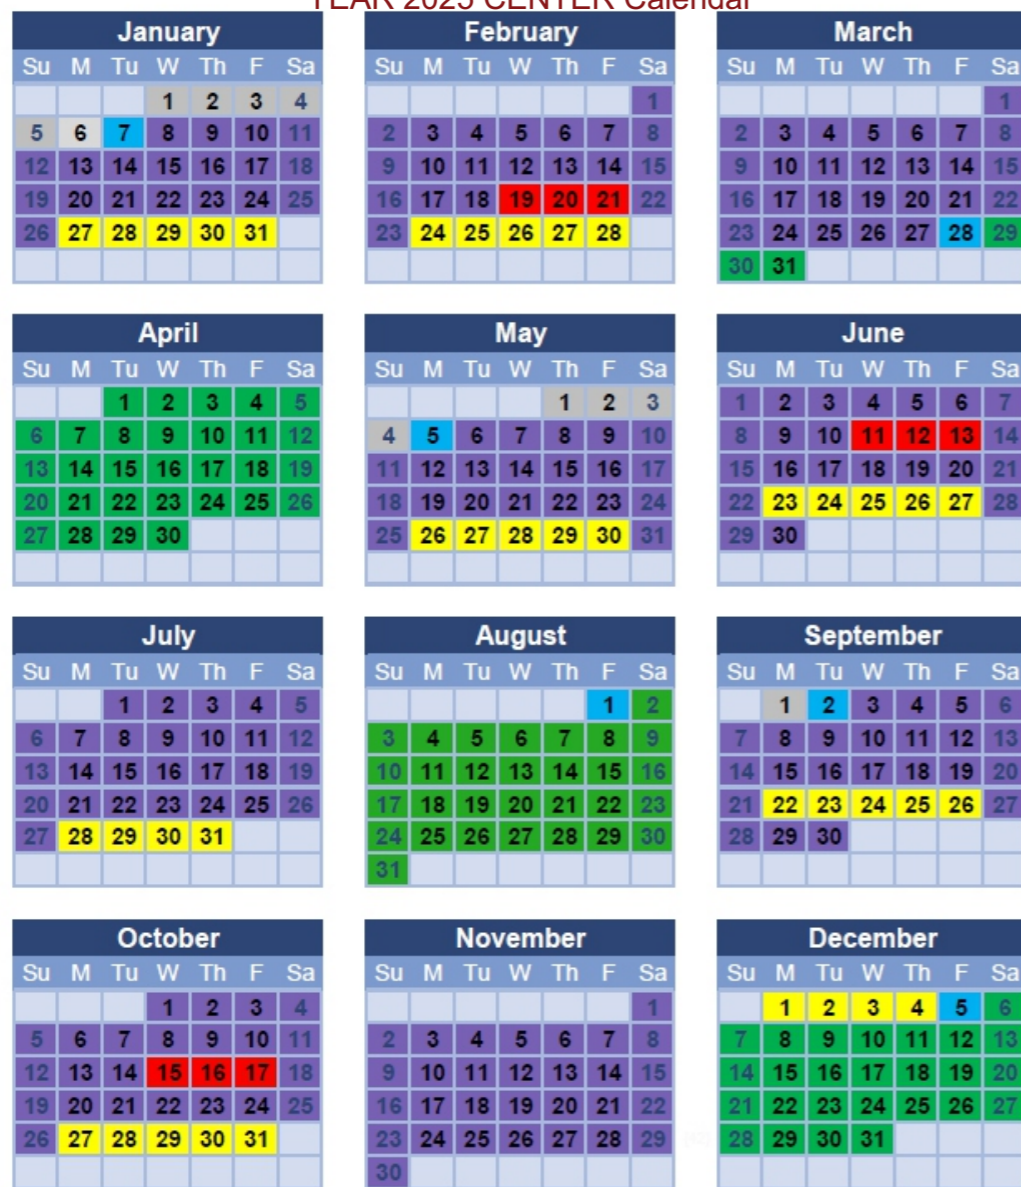 YEAR 2025 CENTER Calendar
January
Su M Tu W Th F Sa
1 2 3 4
5 6 7 8 9 10 11
12 13 14 15 16 17 18
19 20 21 22 23 24 25
26 27 28 29 30 31
February
Su M Tu W Th F Sa
1
2 3 4 5 6 7 8
9 10 11 12 13 14 15
16 17 18 19 20 21 22
23 24 25 26 27 28
March
Su M Tu W Th F Sa
1
2 3 4 5 6 7 8
9 10 11 12 13 14 15
16 17 18 19 20 21 22
23 24 25 26 27 28 29
30 31
April
Su M Tu W Th F Sa
1 2 3 4 5
6 7 8 9 10 11 12
13 14 15 16 17 18 19
20 21 22 23 24 25 26
27 28 29 30
May
Su M Tu W Th F Sa
1 2 3
4 5 6 7 8 9 10
11 12 13 14 15 16 17
18 19 20 21 22 23 24
25 26 27 28 29 30 31
June
Su M Tu W Th F Sa
1 2 3 4 5 6 7
8 9 10 11 12 13 14
15 16 17 18 19 20 21
22 23 24 25 26 27 28
29 30
July
Su M Tu W Th F Sa
1 2 3 4 5
6 7 8 9 10 11 12
13 14 15 16 17 18 19
20 21 22 23 24 25 26
27 28 29 30 31
August
Su M Tu W Th F Sa
1 2
3 4 5 6 7 8 9
10 11 12 13 14 15 16
17 18 19 20 21 22 23
24 25 26 27 28 29 30
31
September
Su M Tu W Th F Sa
1 2 3 4 5 6
7 8 9 10 11 12 13
14 15 16 17 18 19 20
21 22 23 24 25 26 27
28 29 30
October
Su M Tu W Th F Sa
1 2 3 4
5 6 7 8 9 10 11
12 13 14 15 16 17 18
19 20 21 22 23 24 25
26 27 28 29 30 31
November
Su M Tu W Th F Sa
1
2 3 4 5 6 7 8
9 10 11 12 13 14 15
16 17 18 19 20 21 22
23 24 25 26 27 28 29
30
December
Su M Tu W Th F Sa
1 2 3 4 5 6
7 8 9 10 11 12 13
14 15 16 17 18 19 20
21 22 23 24 25 26 27
28 29 30 31